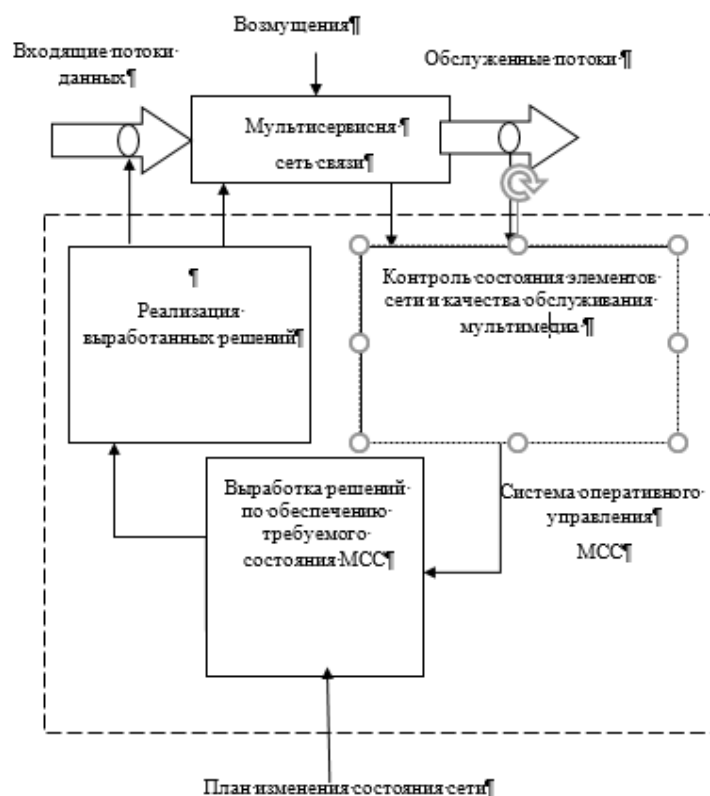 Возмущения¶
Входящие·потоки·
данных¶
Обслуженные·потоки·¶
Мультисервисня·¶
сеть·связи¶
¶
Реализация·
выработанных·решений¶
Контроль·состояния·элементов·
сети·и·качества·обслуживания·
мультимедиа·¶
Выработка·решений·
по·обеспечению·
требуемого·
состояния·МСС¶
Система·оперативного·
управления¶
МСС¶
План·изменения·состояния·сети¶